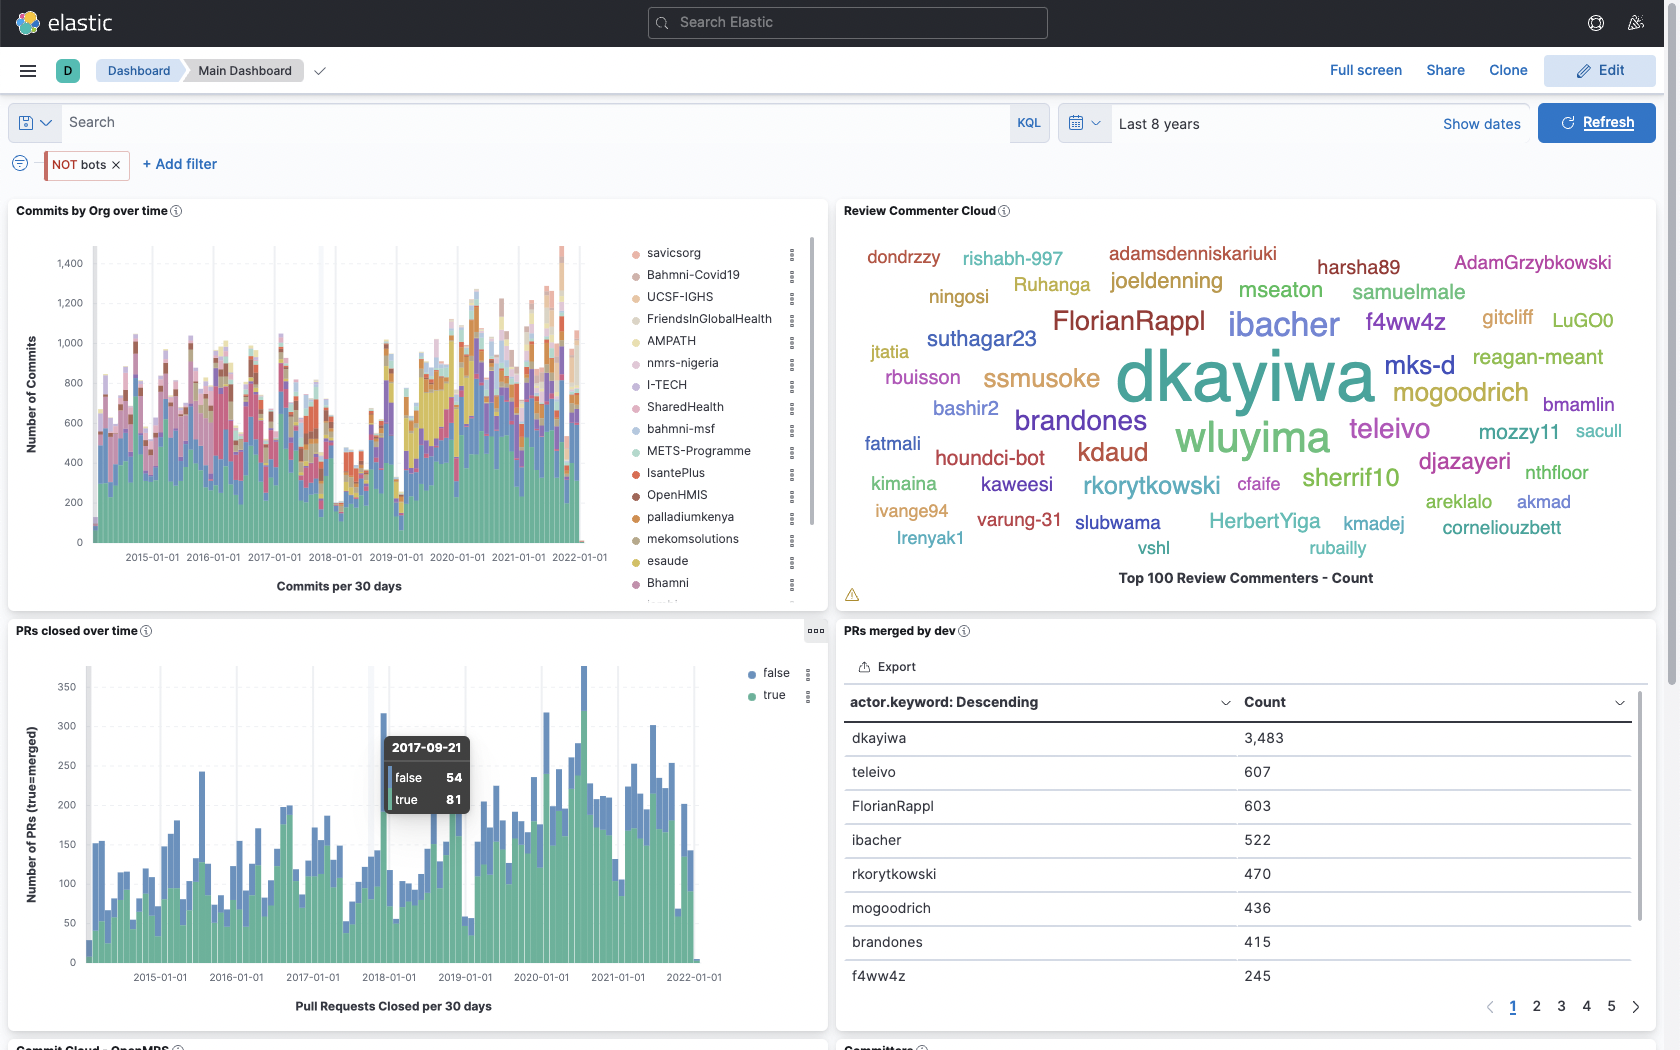 elastic
Search Elastic
D
Dashboard
Main Dashboard
Full screen
Share
Clone
Edit
Search
KQL
Last 8 years
Show dates
Refresh
NOT bots ×
+ Add filter
Commits by Org over time
Number of Commits
1,400
1,200
1,000
800
600
400
200
0
2015-01-01 2016-01-01 2017-01-01 2018-01-01 2019-01-01 2020-01-01 2021-01-01 2022-01-01
Commits per 30 days
savicsorg
Bahmni-Covid19
UCSF-IGHS
FriendsInGlobalHealth
AMPATH
nmrs-nigeria
I-TECH
SharedHealth
bahmni-msf
METS-Programme
IsantePlus
OpenHMIS
palladiumkenya
mekomsolutions
esaude
Bhamni
Review Commenter Cloud
dondrzzy rishabh-997 adamsdenniskariuki harsha89 AdamGrzybkowski
ningosi Ruhanga joeldenning mseaton samuelmale
suthagar23 FlorianRappl ibacher f4ww4z gitcliff LuGO0
jtatia dkayiwa mks-d reagan-meant
rbuisson ssmusoke mogoodrich
bashir2 brandones wluyima teleivo bmamlin
fatmali mozzy11 sacull
houndci-bot kdaud djazayeri nthfloor
kimaina kaweesi rkorytkowski cfaife sherrif10
ivange94 varung-31 slubwama HerbertYiga kmadej areklalo akmad
lrenyak1 vshl rubailly corneliouzbett
Top 100 Review Commenters - Count
PRs closed over time
Number of PRs (true=merged)
350
300
250
200
150
100
50
0
2015-01-01 2016-01-01 2017-01-01 2018-01-01 2019-01-01 2020-01-01 2021-01-01 2022-01-01
Pull Requests Closed per 30 days
false
true
2017-09-21
false 54
true 81
PRs merged by dev
Export
actor.keyword: Descending Count
dkayiwa 3,483
teleivo 607
FlorianRappl 603
ibacher 522
rkorytkowski 470
mogoodrich 436
brandones 415
f4ww4z 245
1 2 3 4 5
Commit Cloud - OpenMRS
Committers